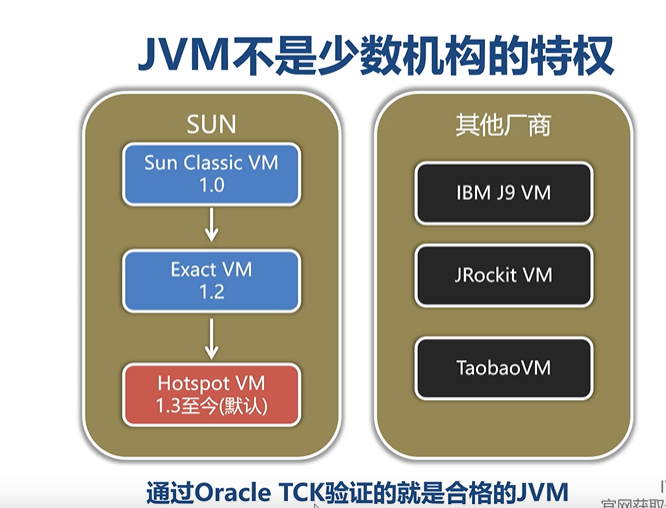 JVM不是少数机构的特权
SUN
Sun Classic VM
1.0
Exact VM
1.2
Hotspot VM
1.3至今(默认)
其他厂商
IBM J9 VM
JRockit VM
TaobaoVM
通过Oracle TCK验证的就是合格的JVM
官网获取